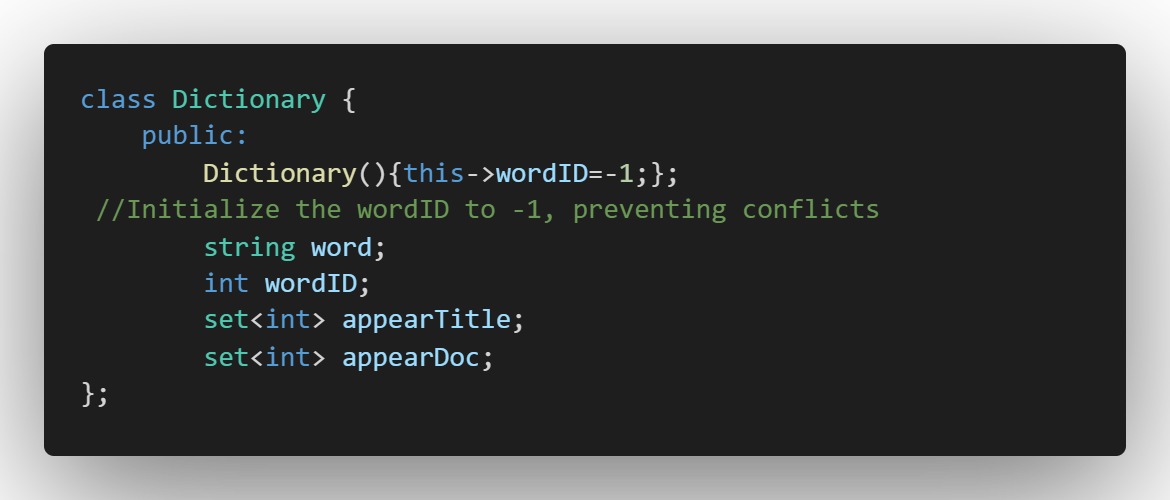 class Dictionary {
    public:
        Dictionary(){this->wordID=-1;};
 //Initialize the wordID to -1, preventing conflicts
        string word;
        int wordID;
        set<int> appearTitle;
        set<int> appearDoc;
};